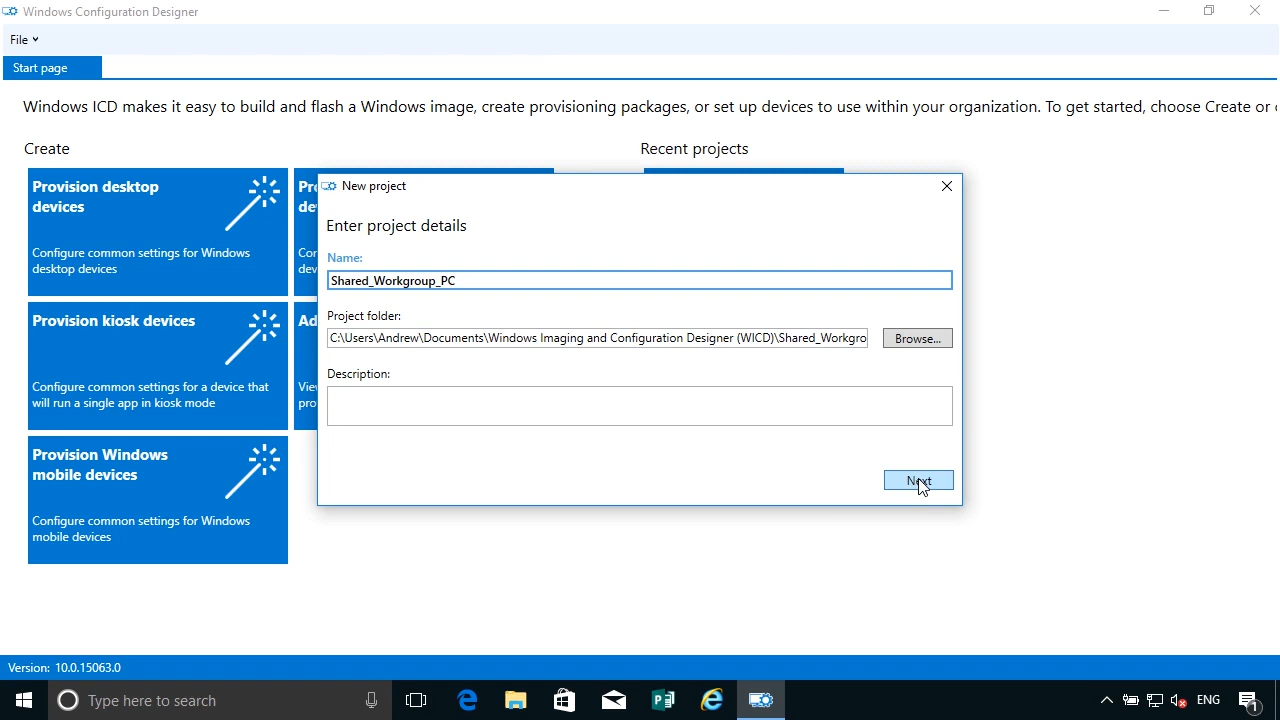 Windows Configuration Designer
File
Start page
Windows ICD makes it easy to build and flash a Windows image, create provisioning packages, or set up devices to use within your organization. To get started, choose Create or
Create
Recent projects
Provision desktop
devices
Configure common settings for Windows
desktop devices
Provision kiosk devices
Configure common settings for a device that
will run a single app in kiosk mode
Provision Windows
mobile devices
Configure common settings for Windows
mobile devices
New project
Enter project details
Name:
Shared_Workgroup_PC
Project folder:
C:\Users\Andrew\Documents\Windows Imaging and Configuration Designer (WICD)\Shared_Workgro
Browse...
Description:
Next
Version: 10.0.15063.0
Type here to search
ENG
1